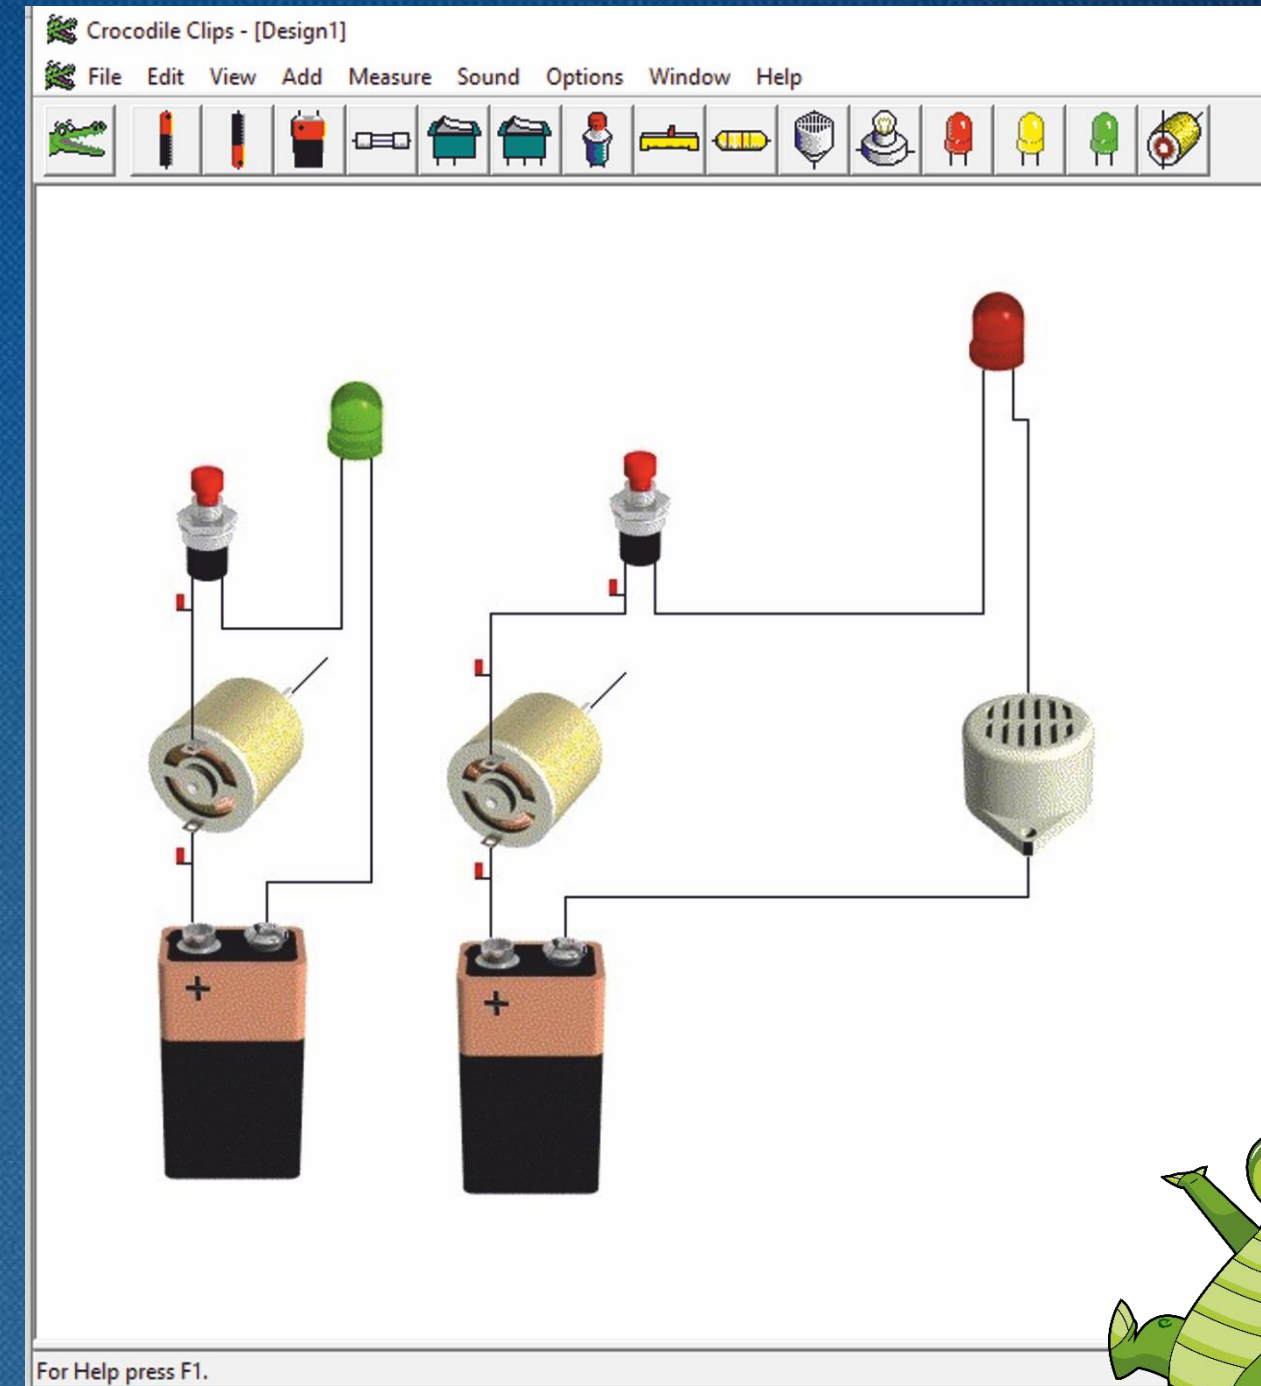 Crocodile Clips - [Design1]
File Edit View Add Measure Sound Options Window Help
+ +
For Help press F1.